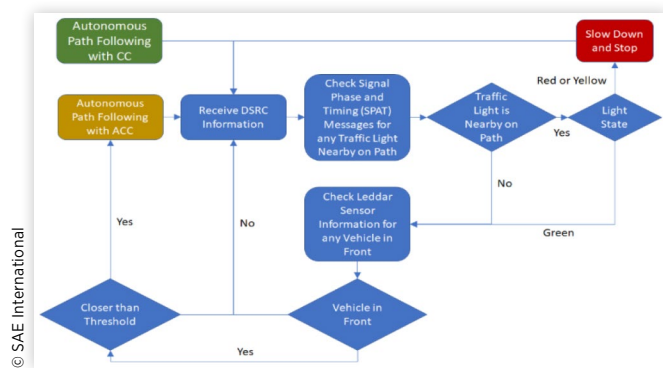 Autonomous
Path Following
with CC
Slow Down
and Stop
Red or Yellow
Autonomous
Path Following
with ACC
Receive DSRC
Information
Check Signal
Phase and
Timing (SPAT)
Messages for
any Traffic Light
Nearby on Path
Traffic
Light is
Nearby on
Path
Yes
Light
State
No
Green
Check Leddar
Sensor
Information for
any Vehicle in
Front
Yes
No
Closer than
Threshold
Vehicle in
Front
Yes
© SAE International